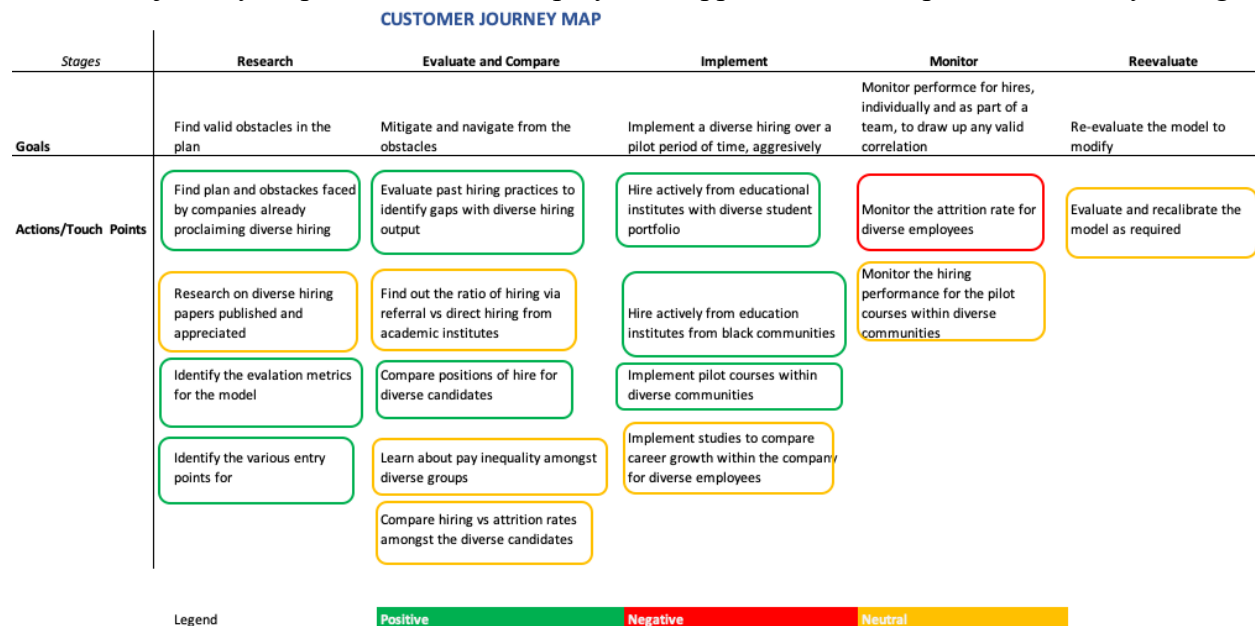 CUSTOMER JOURNEY MAP
Stages
Research
Evaluate and Compare
Implement
Monitor
Reevaluate
Goals
Find valid obstacles in the
plan
Mitigate and navigate from the
obstacles
Implement a diverse hiring over a
pilot period of time, aggresively
Monitor performce for hires,
individually and as part of a
team, to draw up any valid
correlation
Re-evaluate the model to
modify
Actions/Touch Points
Find plan and obstackes faced
by companies already
proclaiming diverse hiring
Evaluate past hiring practices to
identify gaps with diverse hiring
output
Hire actively from educational
institutes with diverse student
portfolio
Monitor the attrition rate for
diverse employees
Evaluate and recalibrate the
model as required
Research on diverse hiring
papers published and
appreciated
Find out the ratio of hiring via
referral vs direct hiring from
academic institutes
Hire actively from education
institutes from black communities
Monitor the hiring
performance for the pilot
courses within diverse
communities
Identify the evalation metrics
for the model
Compare positions of hire for
diverse candidates
Implement pilot courses within
diverse communities
Identify the various entry
points for
Learn about pay inequality amongst
diverse groups
Implement studies to compare
career growth within the company
for diverse employees
Compare hiring vs attrition rates
amongst the diverse candidates
Legend
Positive
Negative
Neutral